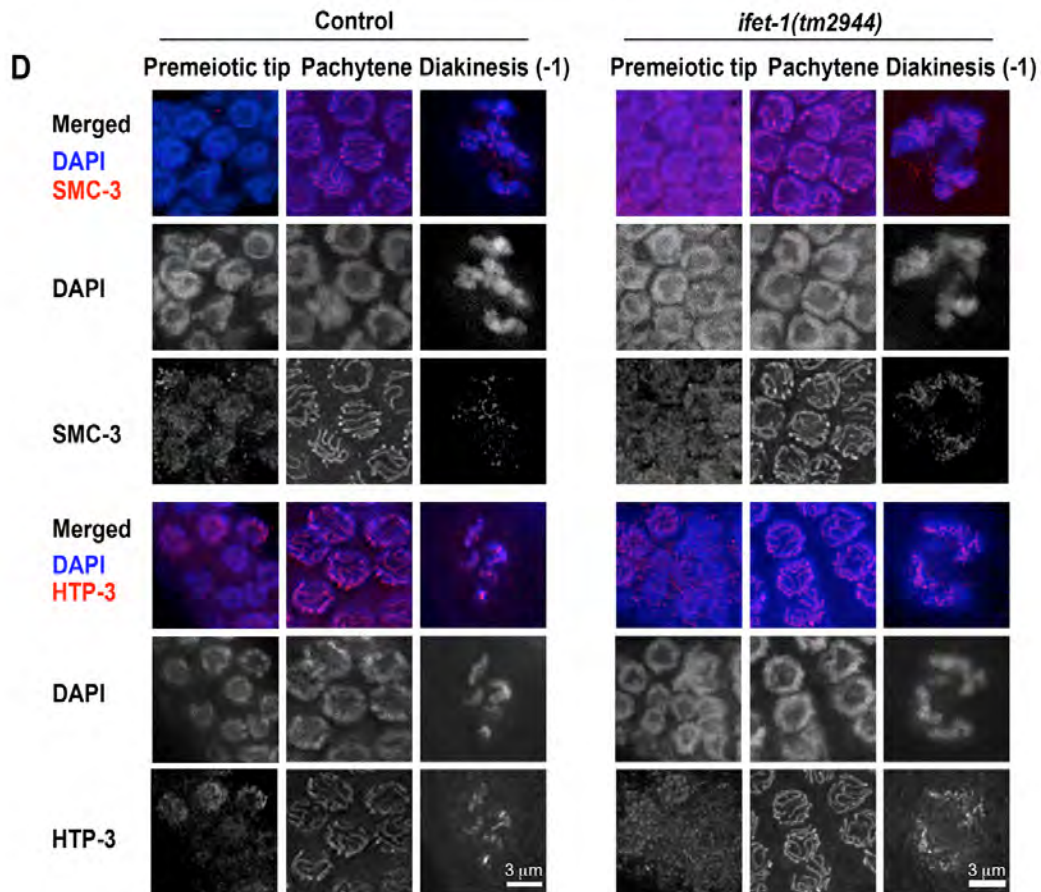 Control
ifet-1(tm2944)
D
Premeiotic tip Pachytene Diakinesis (-1)
Premeiotic tip Pachytene Diakinesis (-1)
Merged
DAPI
SMC-3
DAPI
SMC-3
Merged
DAPI
HTP-3
DAPI
HTP-3
3 μm
3 μm